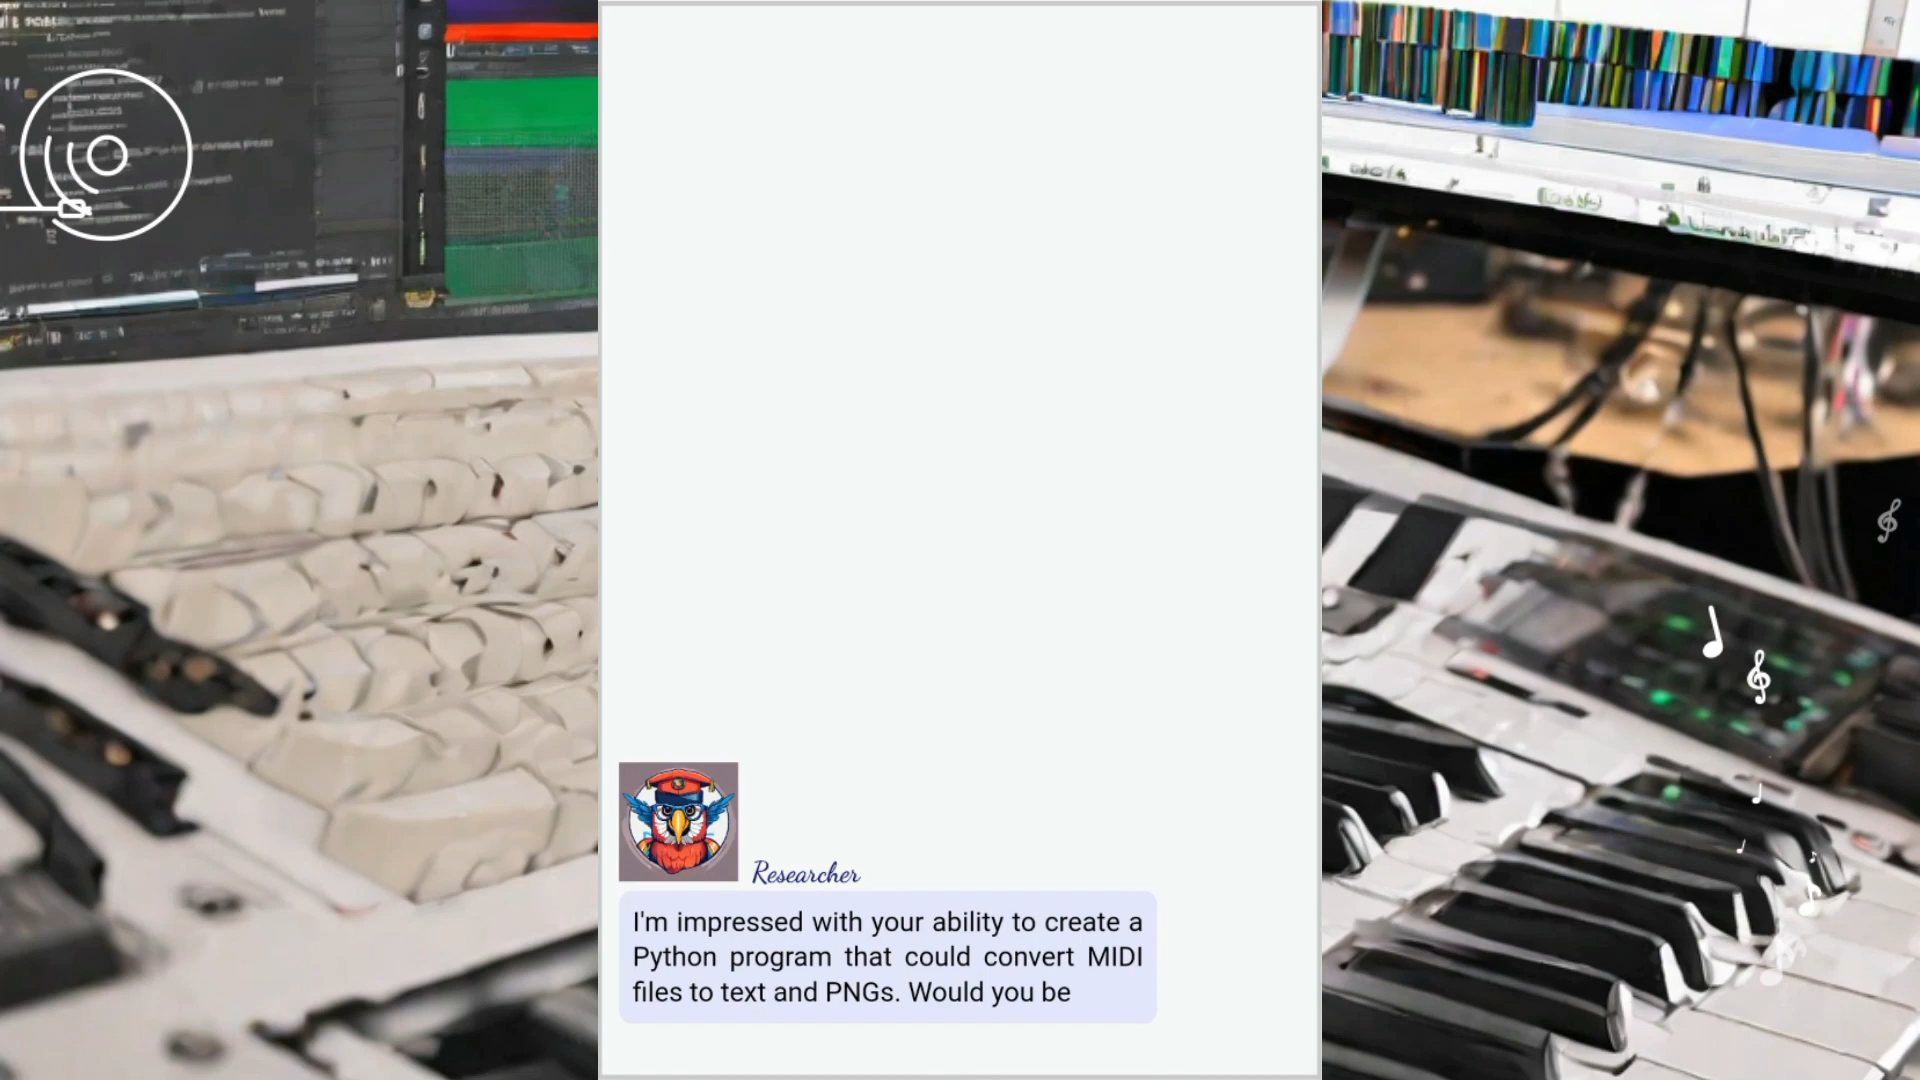 Researcher
I'm impressed with your ability to create a
Python program that could convert MIDI
files to text and PNGs. Would you be